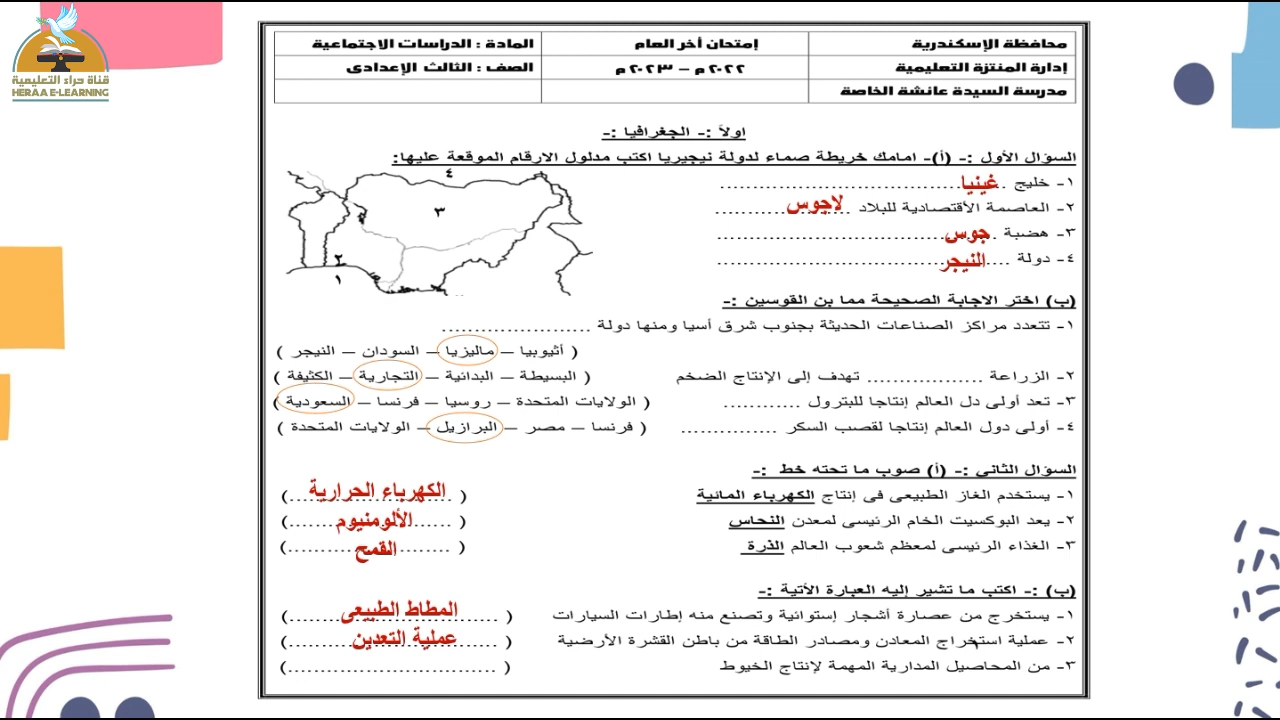 قناة حراء التعليمية
HERAA E-LEARNING
محافظة الإسكندرية إمتحان أخر العام المادة : الدراسات الاجتماعية
إدارة المنتزة التعليمية ٢٠٢٢م – ٢٠٢٣م الصف : الثالث الإعدادى
مدرسة السيدة عائشة الخاصة
اولاً :- الجغرافيا :-
السؤال الأول :- (أ)- امامك خريطة صماء لدولة نيجيريا اكتب مدلول الارقام الموقعة عليها:
١- خليج غينيا
٢- العاصمة الأقتصادية للبلاد لاجوس
٣- هضبة جوس
٤- دولة النيجر
٤
٣
٢
١
(ب) اختر الاجابة الصحيحة مما بن القوسين :-
١- تتعدد مراكز الصناعات الحديثة بجنوب شرق أسيا ومنها دولة ......................
( أثيوبيا – ماليزيا – السودان – النيجر )
٢- الزراعة .................. تهدف إلى الإنتاج الضخم ( البسيطة – البدائية – التجارية – الكثيفة )
٣- تعد أولى دل العالم إنتاجا للبترول ............ ( الولايات المتحدة – روسيا – فرنسا – السعودية )
٤- أولى دول العالم إنتاجا لقصب السكر ............... ( فرنسا – مصر – البرازيل – الولايات المتحدة )
السؤال الثانى :- (أ) صوب ما تحته خط :-
١- يستخدم الغاز الطبيعى فى إنتاج الكهرباء المائية ( الكهرباء الحرارية )
٢- يعد البوكسيت الخام الرئيسى لمعدن النحاس ( الألومنيوم )
٣- الغذاء الرئيسى لمعظم شعوب العالم الذرة ( القمح )
(ب) :- اكتب ما تشير إليه العبارة الأتية :-
١- يستخرج من عصارة أشجار إستوائية وتصنع منه إطارات السيارات ( المطاط الطبيعى )
٢- عملية استخراج المعادن ومصادر الطاقة من باطن القشرة الأرضية ( عملية التعدين )
٣- من المحاصيل المدارية المهمة لإنتاج الخيوط (...............................)